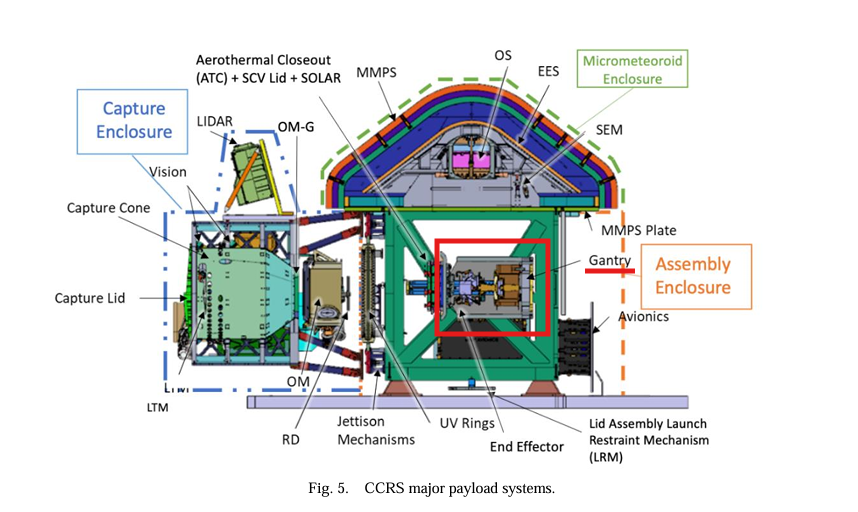 Aerothermal Closeout
(ATC) + SCV Lid + SOLAR
MMPS
OS
EES
Micrometeoroid
Enclosure
Capture
Enclosure
LIDAR
OM-G
SEM
Vision
Capture Cone
MMPS Plate
Gantry
Assembly
Enclosure
Capture Lid
Avionics
LTM
LTM
OM
RD
Jettison
Mechanisms
UV Rings
End Effector
Lid Assembly Launch
Restraint Mechanism
(LRM)
Fig. 5. CCRS major payload systems.